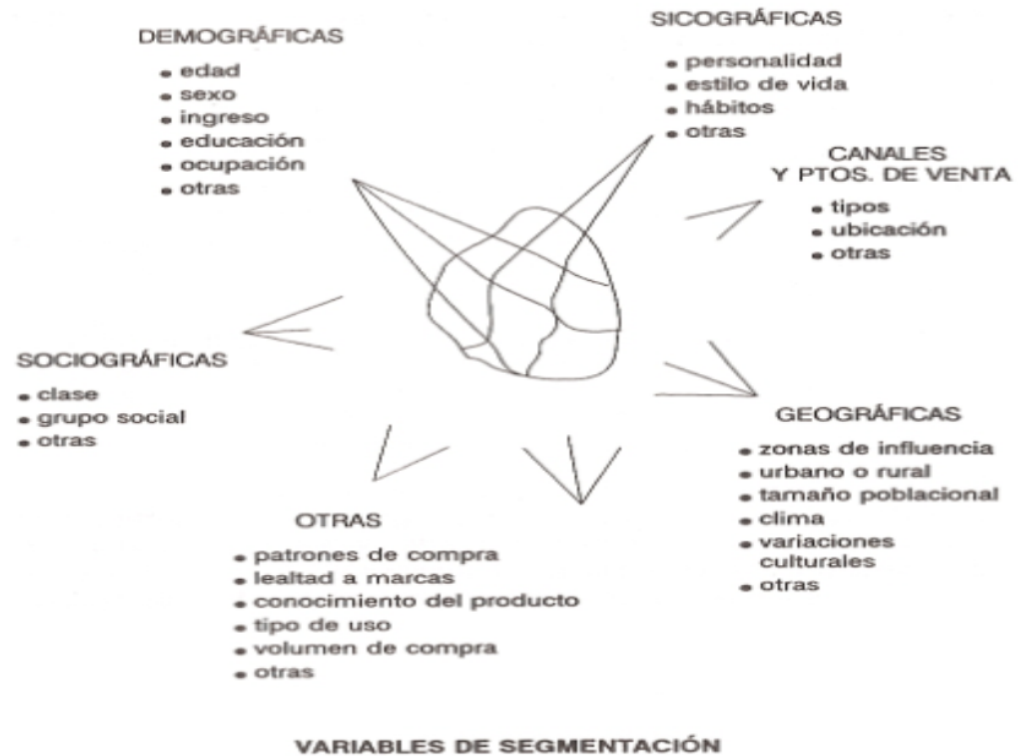 DEMOGRÁFICAS
• edad
• sexo
• ingreso
• educación
• ocupación
• otras
SICOGRÁFICAS
• personalidad
• estilo de vida
• hábitos
• otras
CANALES
Y PTOS. DE VENTA
• tipos
• ubicación
• otras
SOCIOGRÁFICAS
• clase
• grupo social
• otras
GEOGRÁFICAS
• zonas de influencia
• urbano o rural
• tamaño poblacional
• clima
• variaciones
culturales
• otras
OTRAS
• patrones de compra
• lealtad a marcas
• conocimiento del producto
• tipo de uso
• volumen de compra
• otras
VARIABLES DE SEGMENTACIÓN